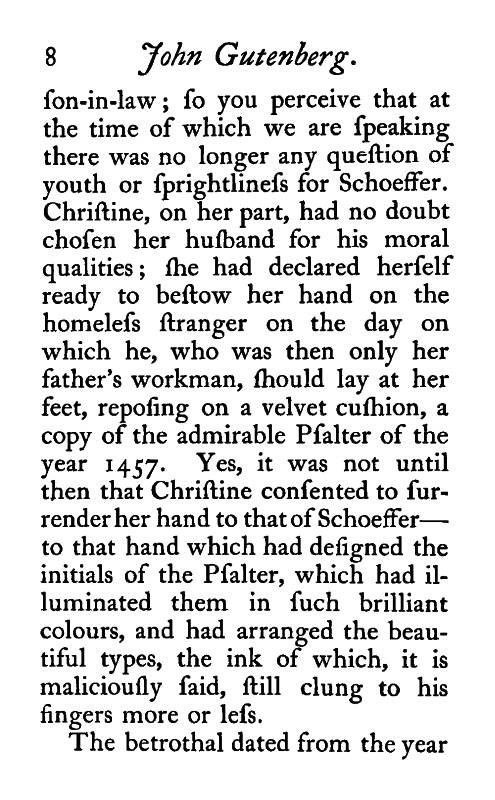 8 John Gutenberg.
ſon-in-law; ſo you perceive that at
the time of which we are ſpeaking
there was no longer any queſtion of
youth or ſprightlineſs for Schoeffer.
Chriſtine, on her part, had no doubt
choſen her huſband for his moral
qualities; ſhe had declared herſelf
ready to beſtow her hand on the
homeleſs ſtranger on the day on
which he, who was then only her
father's workman, ſhould lay at her
feet, repoſing on a velvet cuſhion, a
copy of the admirable Pſalter of the
year 1457. Yes, it was not until
then that Chriſtine conſented to ſur-
render her hand to that of Schoeffer—
to that hand which had deſigned the
initials of the Pſalter, which had il-
luminated them in ſuch brilliant
colours, and had arranged the beau-
tiful types, the ink of which, it is
maliciouſly ſaid, ſtill clung to his
fingers more or leſs.
The betrothal dated from the year